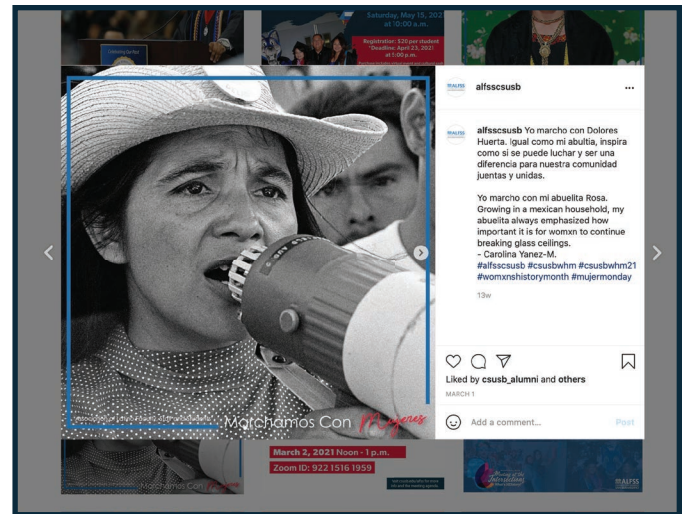 Saturday, May 15, 202
at 10:00 a.m.
Registration: $20 per student
*Deadline: April 23, 2021
at 5:00 p.m.
alfsscsusb
alfsscsusb Yo marcho con Dolores
Huerta. Igual como mi abultia, inspira
como si se puede luchar y ser una
diferencia para nuestra comunidad
juentas y unidas.
Yo marcho con mi abuelita Rosa.
Growing in a mexican household, my
abuelita always emphasized how
important it is for womxn to continue
breaking glass ceilings.
- Carolina Yanez-M.
#alfsscsusb #csusbwhm #csusbwhm21
#womxnshistorymonth #mujermonday
13w
Liked by csusb_alumni and others
MARCH 1
Add a comment...
Post
Marchamos Con Mujeres
Marchamos Con
March 2, 2021 Noon - 1 p.m.
Zoom ID: 922 1516 1959
ALFSS